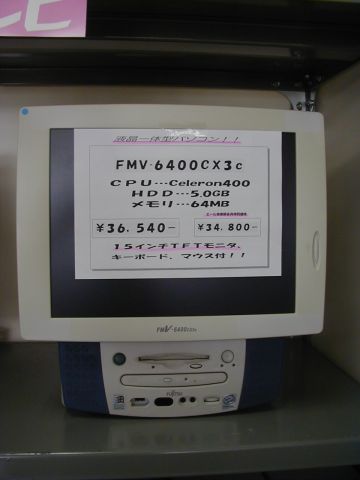 液晶一体型パソコン！！
FMV-6400CX3c
CPU…Celeron400
HDD…5.0GB
メモリ…64MB
¥36,540-
¥34,800-
15インチTFTモニタ、
キーボード、マウス付！！
FMV-6400CX3c
FUJITSU